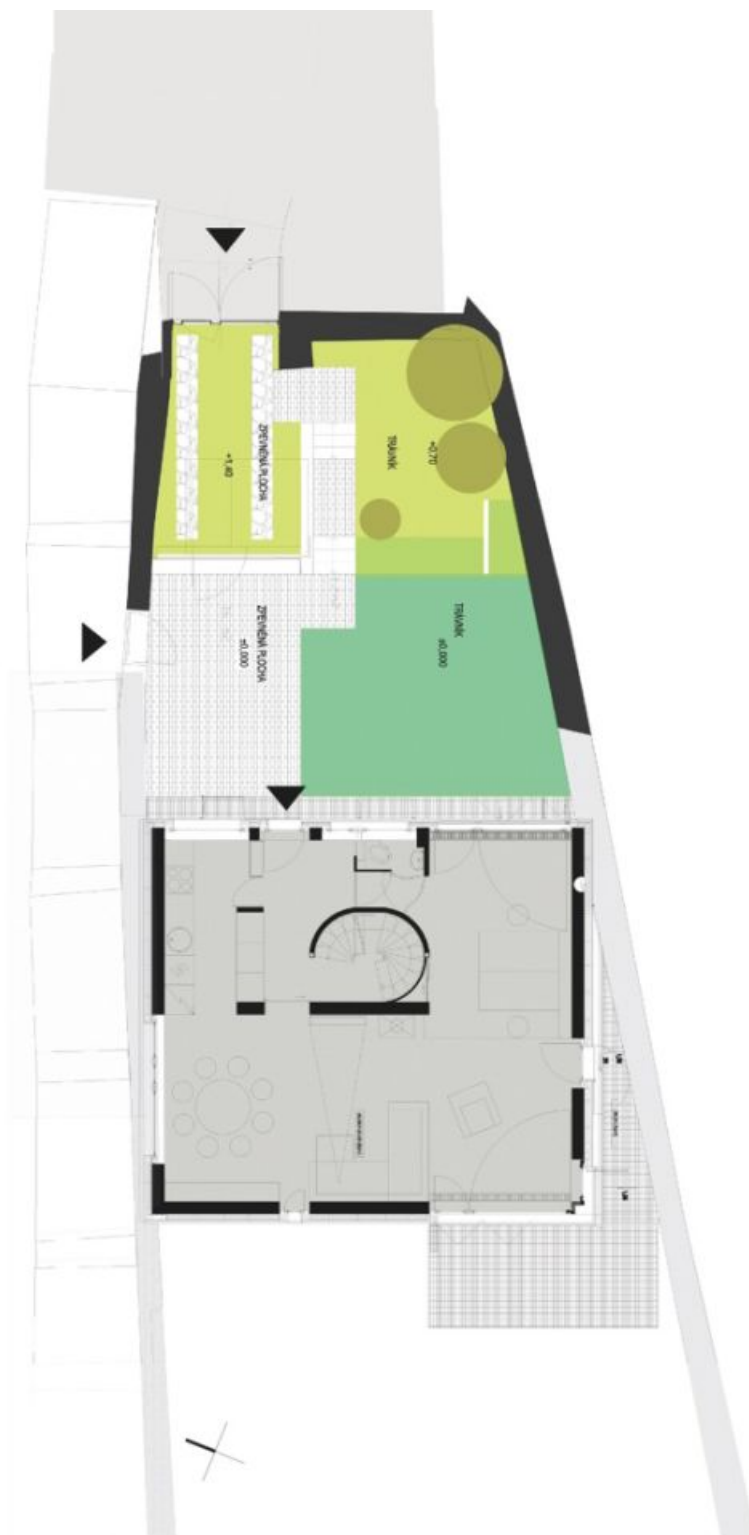 ZPEVNĚNÁ PLOCHA
+1,40
TRÁVNÍK
+0,70
ZPEVNĚNÁ PLOCHA
±0,000
TRÁVNÍK
±0,000